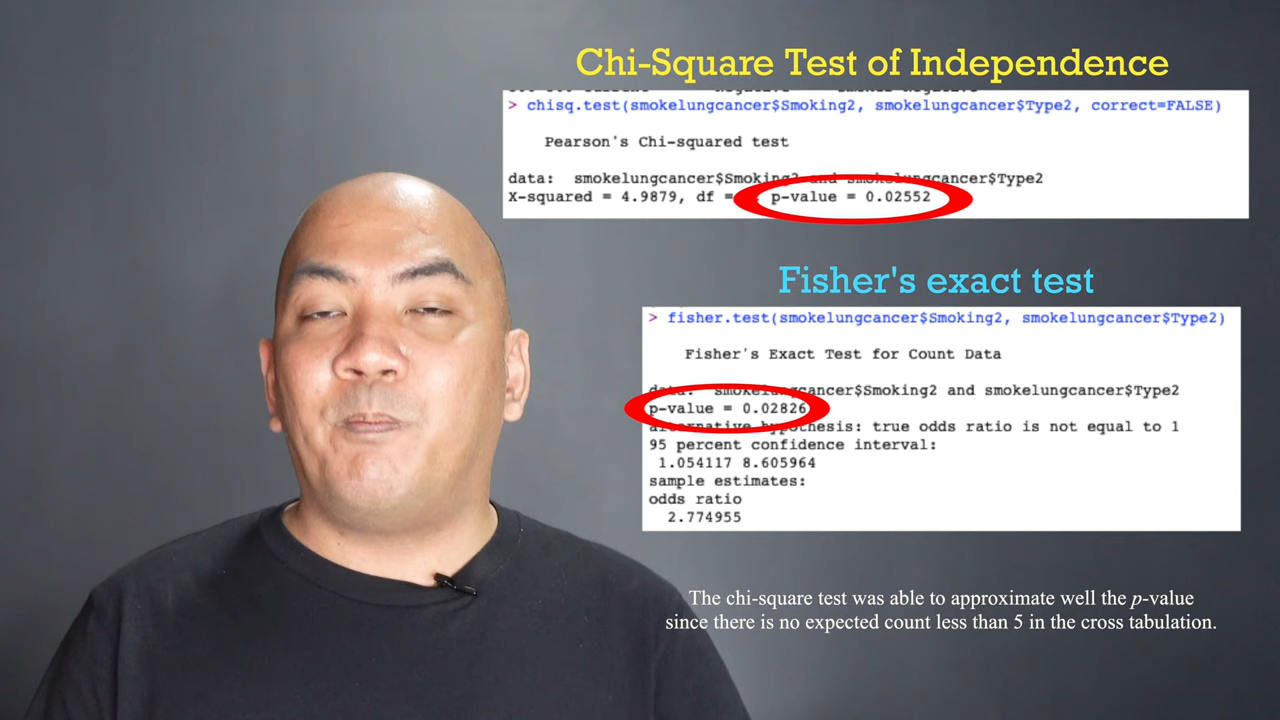 Chi-Square Test of Independence
> chisq.test(smokelungcancer$Smoking2, smokelungcancer$Type2, correct=FALSE)
Pearson's Chi-squared test
data: smokelungcancer$Smoking2 and smokelungcancer$Type2
X-squared = 4.9879, df = p-value = 0.02552
Fisher's exact test
> fisher.test(smokelungcancer$Smoking2, smokelungcancer$Type2)
Fisher's Exact Test for Count Data
data: smokelungcancer$Smoking2 and smokelungcancer$Type2
p-value = 0.02826
alternative hypothesis: true odds ratio is not equal to 1
95 percent confidence interval:
1.054117 8.605964
sample estimates:
odds ratio
2.774955
The chi-square test was able to approximate well the p-value
since there is no expected count less than 5 in the cross tabulation.